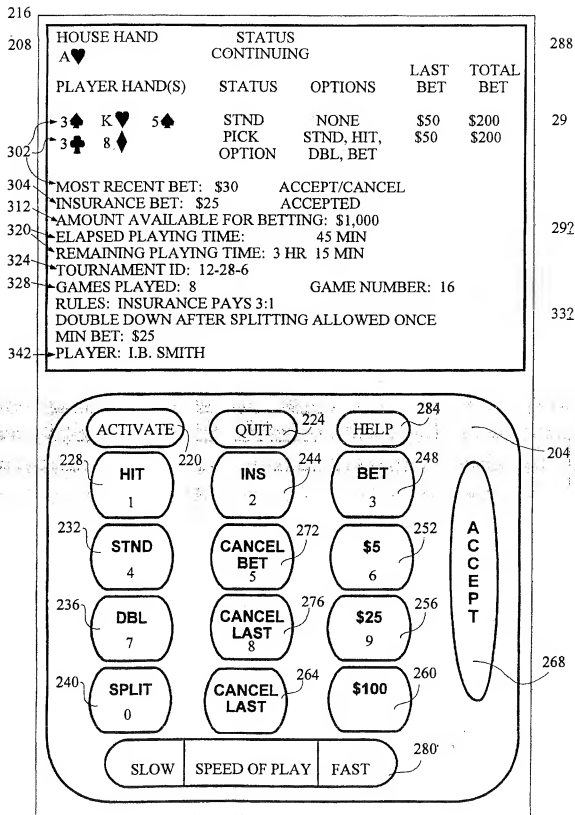 216
HOUSE HAND STATUS
208 A♥ CONTINUING 288
LAST TOTAL
PLAYER HAND(S) STATUS OPTIONS BET BET
3♠ K♥ 5♠ STND NONE $50 $200 29
3♣ 8♦ PICK STND, HIT, $50 $200
302 OPTION DBL, BET
304 MOST RECENT BET: $30 ACCEPT/CANCEL
312 INSURANCE BET: $25 ACCEPTED
320 AMOUNT AVAILABLE FOR BETTING: $1,000
ELAPSED PLAYING TIME: 45 MIN 292
REMAINING PLAYING TIME: 3 HR 15 MIN
324 TOURNAMENT ID: 12-28-6
328 GAMES PLAYED: 8 GAME NUMBER: 16
RULES: INSURANCE PAYS 3:1 332
DOUBLE DOWN AFTER SPLITTING ALLOWED ONCE
MIN BET: $25
342 PLAYER: I.B. SMITH
ACTIVATE 220 QUIT 224 HELP 284
204
228 HIT 1 INS 2 244 BET 3 248
232 STND 4 CANCEL BET 5 272 $5 6 252
ACCEPT
236 DBL 7 CANCEL LAST 8 276 $25 9 256
268
240 SPLIT 0 CANCEL LAST 264 $100 260
SLOW SPEED OF PLAY FAST 280